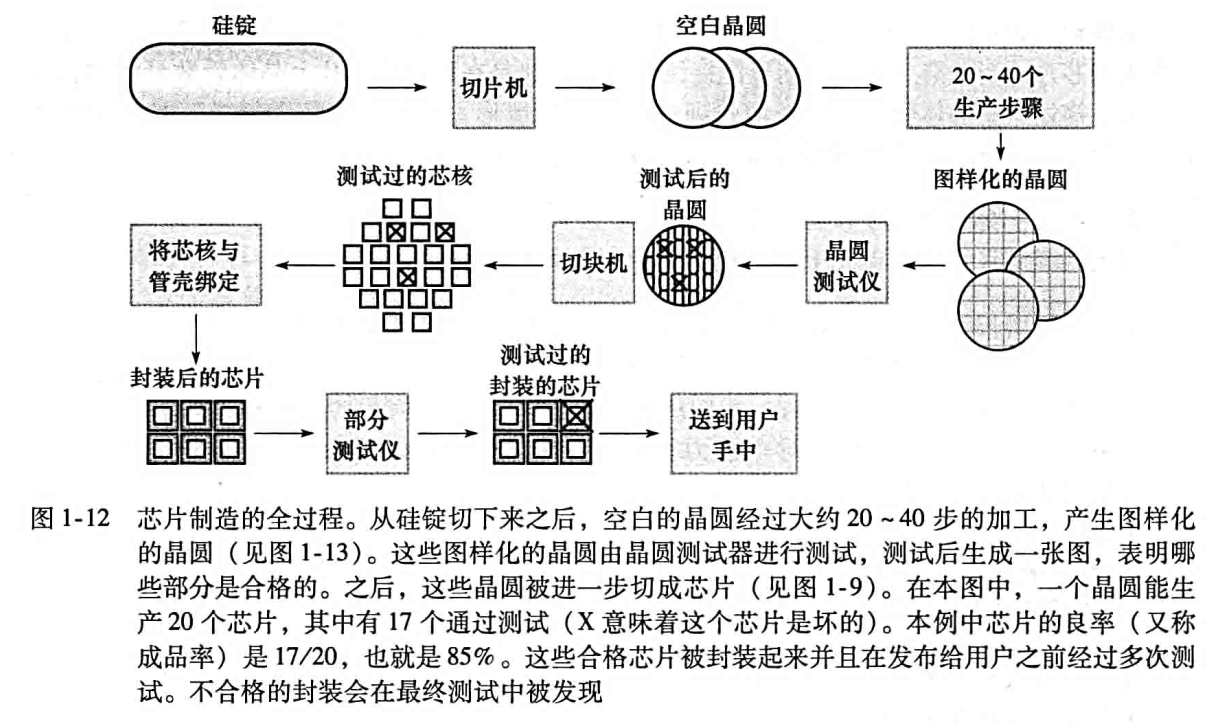 硅锭
空白晶圆
切片机
20~40个
生产步骤
测试过的芯核
测试后的
晶圆
图样化的晶圆
将芯核与
管壳绑定
切块机
晶圆
测试仪
封装后的芯片
测试过的
封装的芯片
部分
测试仪
送到用户
手中
图 1-12 芯片制造的全过程。从硅锭切下来之后，空白的晶圆经过大约 20 ~ 40 步的加工，产生图样化
的晶圆（见图 1-13）。这些图样化的晶圆由晶圆测试器进行测试，测试后生成一张图，表明哪
些部分是合格的。之后，这些晶圆被进一步切成芯片（见图 1-9）。在本图中，一个晶圆能生
产 20 个芯片，其中有 17 个通过测试（X 意味着这个芯片是坏的）。本例中芯片的良率（又称
成品率）是 17/20，也就是 85%。这些合格芯片被封装起来并且在发布给用户之前经过多次测
试。不合格的封装会在最终测试中被发现